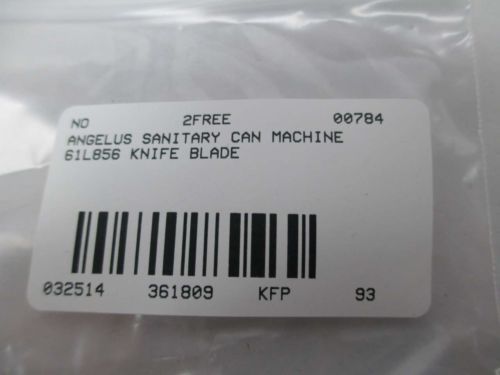 NO 2FREE 00784
ANGELUS SANITARY CAN MACHINE
61L856 KNIFE BLADE
032514 361809 KFP 93